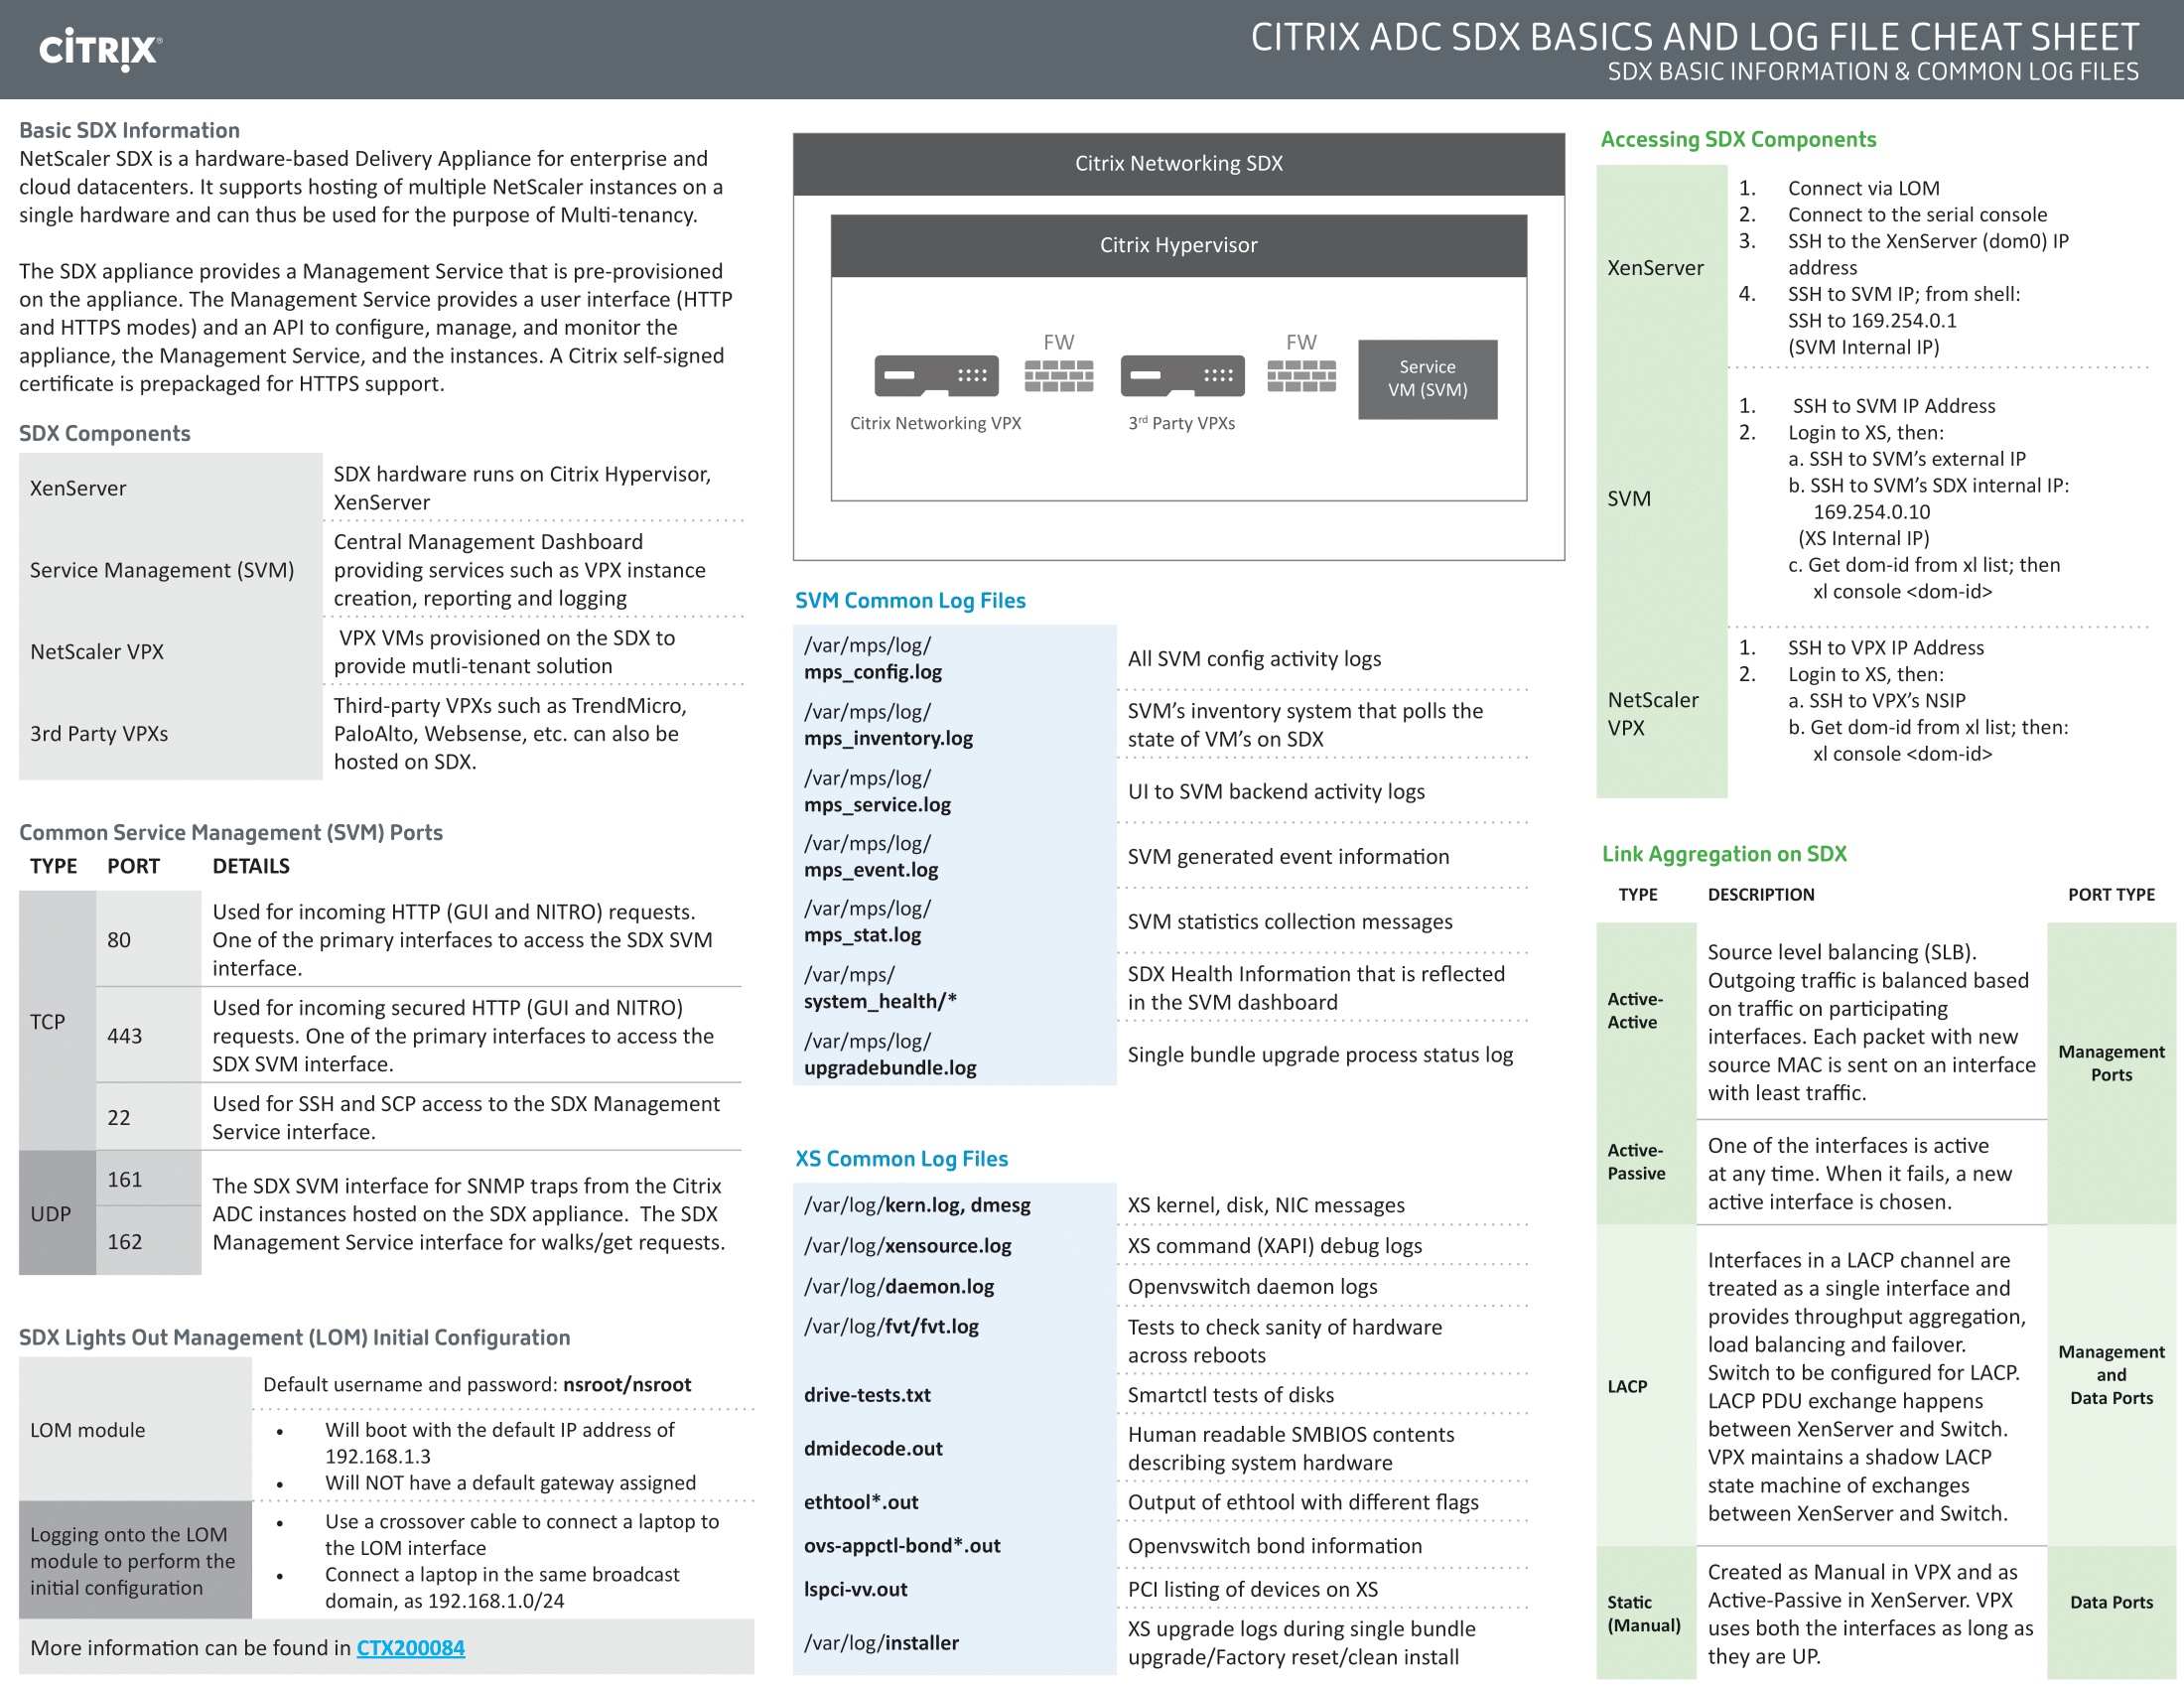 CITRIX®
CITRIX ADC SDX BASICS AND LOG FILE CHEAT SHEET
SDX BASIC INFORMATION & COMMON LOG FILES
Basic SDX Information
NetScaler SDX is a hardware-based Delivery Appliance for enterprise and
cloud datacenters. It supports hosting of multiple NetScaler instances on a
single hardware and can thus be used for the purpose of Multi-tenancy.
The SDX appliance provides a Management Service that is pre-provisioned
on the appliance. The Management Service provides a user interface (HTTP
and HTTPS modes) and an API to configure, manage, and monitor the
appliance, the Management Service, and the instances. A Citrix self-signed
certificate is prepackaged for HTTPS support.
SDX Components
XenServer
SDX hardware runs on Citrix Hypervisor,
XenServer
Service Management (SVM)
Central Management Dashboard
providing services such as VPX instance
creation, reporting and logging
NetScaler VPX
VPX VMs provisioned on the SDX to
provide mutli-tenant solution
3rd Party VPXs
Third-party VPXs such as TrendMicro,
PaloAlto, Websense, etc. can also be
hosted on SDX.
Common Service Management (SVM) Ports
TYPE PORT DETAILS
TCP
80
Used for incoming HTTP (GUI and NITRO) requests.
One of the primary interfaces to access the SDX SVM
interface.
443
Used for incoming secured HTTP (GUI and NITRO)
requests. One of the primary interfaces to access the
SDX SVM interface.
22
Used for SSH and SCP access to the SDX Management
Service interface.
UDP
161
162
The SDX SVM interface for SNMP traps from the Citrix
ADC instances hosted on the SDX appliance. The SDX
Management Service interface for walks/get requests.
SDX Lights Out Management (LOM) Initial Configuration
LOM module
Default username and password: nsroot/nsroot
• Will boot with the default IP address of
192.168.1.3
• Will NOT have a default gateway assigned
Logging onto the LOM
module to perform the
initial configuration
• Use a crossover cable to connect a laptop to
the LOM interface
• Connect a laptop in the same broadcast
domain, as 192.168.1.0/24
More information can be found in CTX200084
Citrix Networking SDX
Citrix Hypervisor
FW
FW
Citrix Networking VPX
3rd Party VPXs
Service
VM (SVM)
SVM Common Log Files
/var/mps/log/
mps_config.log
All SVM config activity logs
/var/mps/log/
mps_inventory.log
SVM's inventory system that polls the
state of VM's on SDX
/var/mps/log/
mps_service.log
UI to SVM backend activity logs
/var/mps/log/
mps_event.log
SVM generated event information
/var/mps/log/
mps_stat.log
SVM statistics collection messages
/var/mps/
system_health/*
SDX Health Information that is reflected
in the SVM dashboard
/var/mps/log/
upgradebundle.log
Single bundle upgrade process status log
XS Common Log Files
/var/log/kern.log, dmesg
XS kernel, disk, NIC messages
/var/log/xensource.log
XS command (XAPI) debug logs
/var/log/daemon.log
Openvswitch daemon logs
/var/log/fvt/fvt.log
Tests to check sanity of hardware
across reboots
drive-tests.txt
Smartctl tests of disks
dmidecode.out
Human readable SMBIOS contents
describing system hardware
ethtool*.out
Output of ethtool with different flags
ovs-appctl-bond*.out
Openvswitch bond information
lspci-vv.out
PCI listing of devices on XS
/var/log/installer
XS upgrade logs during single bundle
upgrade/Factory reset/clean install
Accessing SDX Components
XenServer
1. Connect via LOM
2. Connect to the serial console
3. SSH to the XenServer (dom0) IP
address
4. SSH to SVM IP; from shell:
SSH to 169.254.0.1
(SVM Internal IP)
SVM
1. SSH to SVM IP Address
2. Login to XS, then:
a. SSH to SVM's external IP
b. SSH to SVM's SDX internal IP:
169.254.0.10
(XS Internal IP)
c. Get dom-id from xl list; then
xl console <dom-id>
NetScaler
VPX
1. SSH to VPX IP Address
2. Login to XS, then:
a. SSH to VPX's NSIP
b. Get dom-id from xl list; then:
xl console <dom-id>
Link Aggregation on SDX
TYPE DESCRIPTION PORT TYPE
Active-
Active
Source level balancing (SLB).
Outgoing traffic is balanced based
on traffic on participating
interfaces. Each packet with new
source MAC is sent on an interface
with least traffic.
Management
Ports
Active-
Passive
One of the interfaces is active
at any time. When it fails, a new
active interface is chosen.
LACP
Interfaces in a LACP channel are
treated as a single interface and
provides throughput aggregation,
load balancing and failover.
Switch to be configured for LACP.
LACP PDU exchange happens
between XenServer and Switch.
VPX maintains a shadow LACP
state machine of exchanges
between XenServer and Switch.
Management
and
Data Ports
Static
(Manual)
Created as Manual in VPX and as
Active-Passive in XenServer. VPX
uses both the interfaces as long as
they are UP.
Data Ports